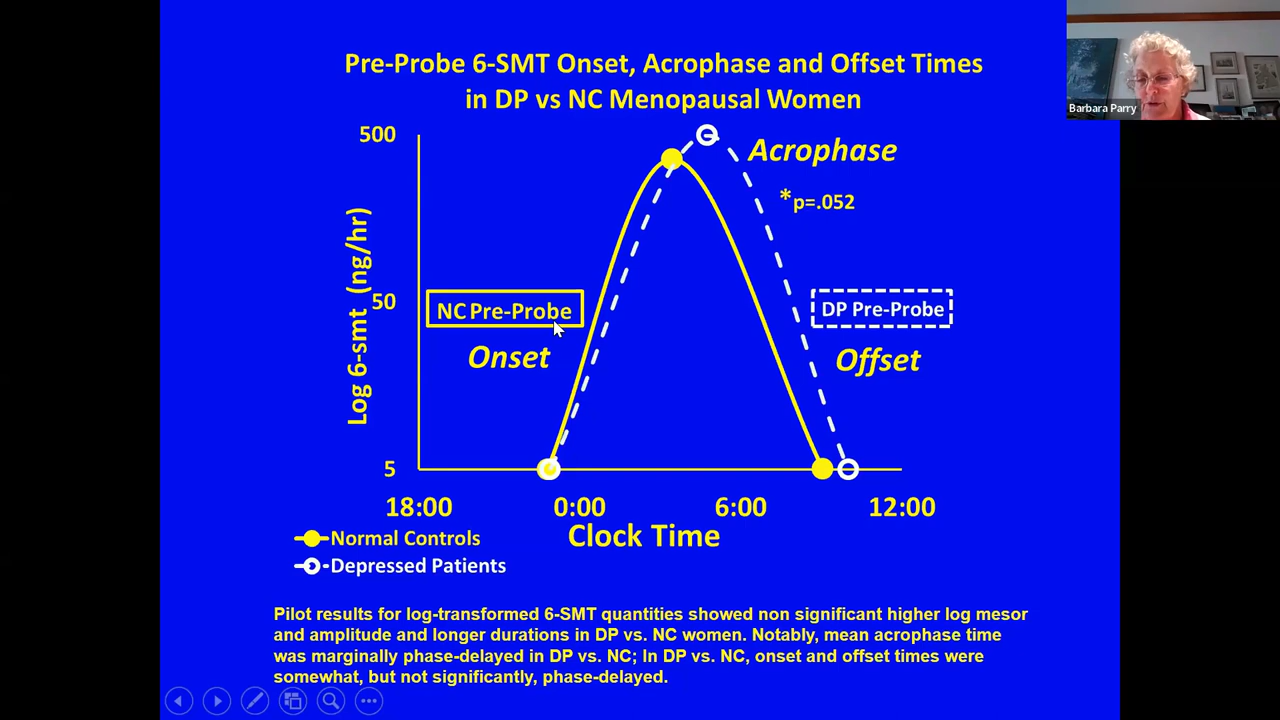 Pre-Probe 6-SMT Onset, Acrophase and Offset Times
in DP vs NC Menopausal Women
Barbara Parry
500
Acrophase
*p=.052
Log 6-smt (ng/hr)
50
NC Pre-Probe
DP Pre-Probe
Onset
Offset
5
18:00
0:00
6:00
12:00
Clock Time
Normal Controls
Depressed Patients
Pilot results for log-transformed 6-SMT quantities showed non significant higher log mesor
and amplitude and longer durations in DP vs. NC women. Notably, mean acrophase time
was marginally phase-delayed in DP vs. NC; In DP vs. NC, onset and offset times were
somewhat, but not significantly, phase-delayed.